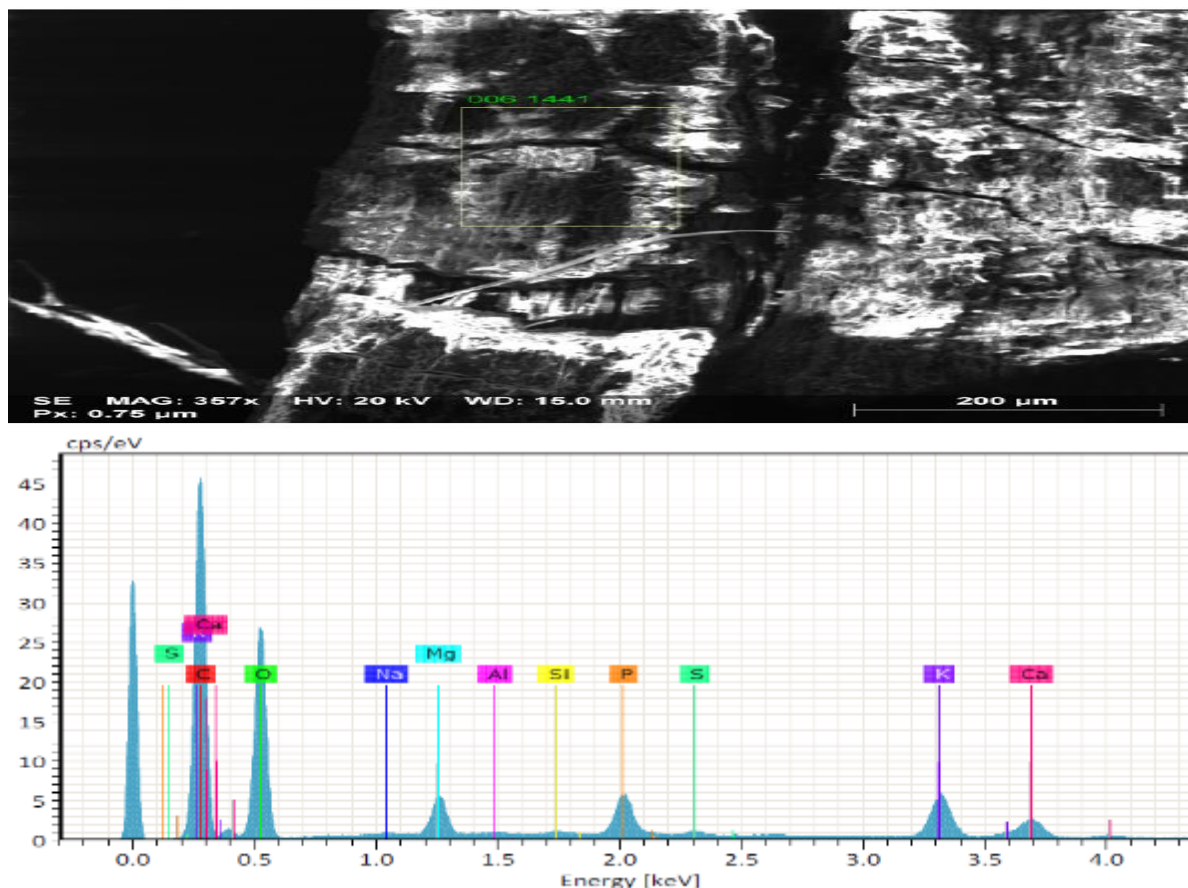 006 1441
SE MAG: 357x HV: 20 kV WD: 15.0 mm
Px: 0.75 µm
200 µm
cps/eV
45
40
35
30
25
20
15
10
5
0
Ca
S
Mg
C O Na Al Si P S K Ca
0.0 0.5 1.0 1.5 2.0 2.5 3.0 3.5 4.0
Energy [keV]